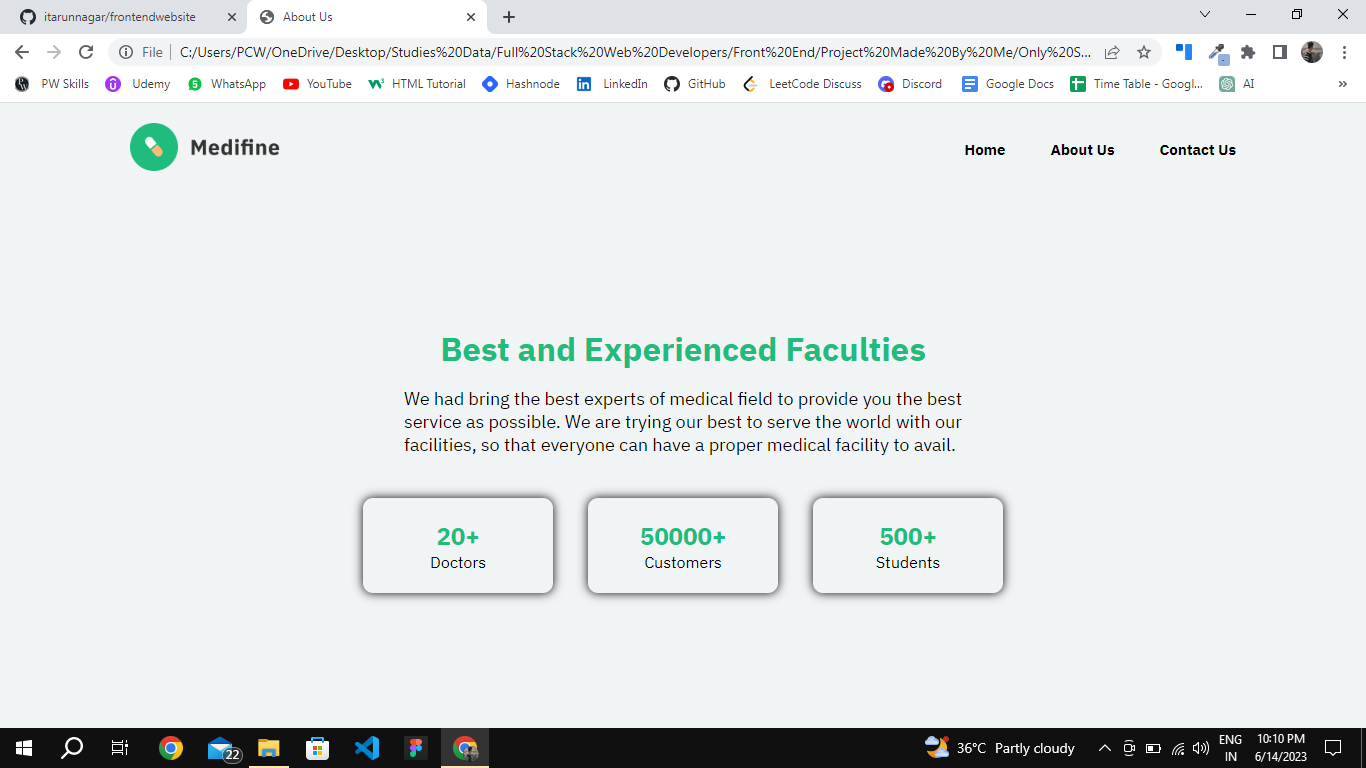 itarunnagar/frontendwebsite
About Us
File
C:/Users/PCW/OneDrive/Desktop/Studies%20Data/Full%20Stack%20Web%20Developers/Front%20End/Project%20Made%20By%20Me/Only%20S...
PW Skills
Udemy
5
WhatsApp
YouTube
HTML Tutorial
Hashnode
LinkedIn
GitHub
LeetCode Discuss
Discord
Google Docs
Time Table - Googl...
AI
»
Medifine
Home
About Us
Contact Us
Best and Experienced Faculties
We had bring the best experts of medical field to provide you the best
service as possible. We are trying our best to serve the world with our
facilities, so that everyone can have a proper medical facility to avail.
20+
Doctors
50000+
Customers
500+
Students
22
36°C Partly cloudy
ENG
IN
10:10 PM
6/14/2023